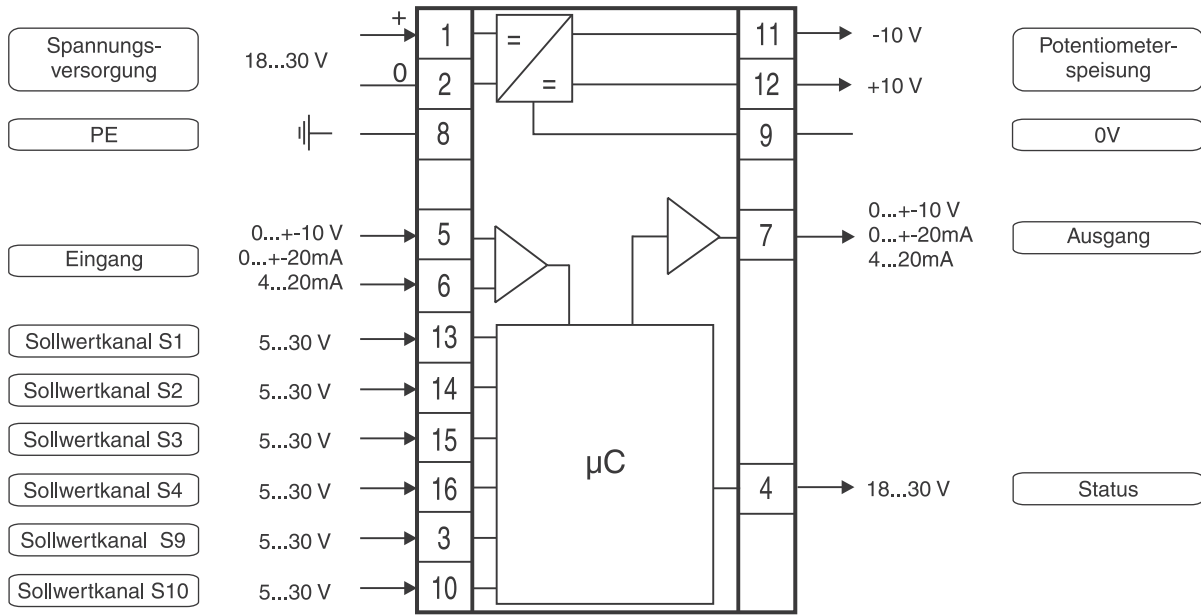 Spannungs-
versorgung
18...30 V
+
0
1
2
=
=
11
12
-10 V
+10 V
Potentiometer-
speisung
PE
8
9
0V
Eingang
0...+-10 V
0...+-20mA
4...20mA
5
6
7
0...+-10 V
0...+-20mA
4...20mA
Ausgang
Sollwertkanal S1
5...30 V
13
Sollwertkanal S2
5...30 V
14
Sollwertkanal S3
5...30 V
15
µC
Sollwertkanal S4
5...30 V
16
4
18...30 V
Status
Sollwertkanal S9
5...30 V
3
Sollwertkanal S10
5...30 V
10